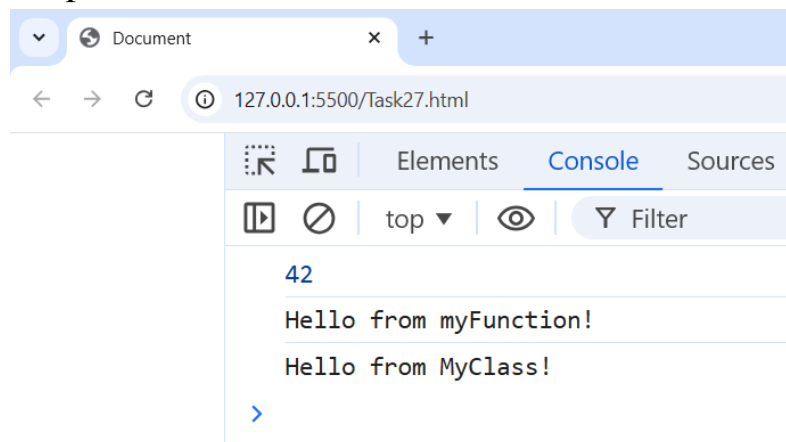 Document
127.0.0.1:5500/Task27.html
Elements Console Sources
top Filter
42
Hello from myFunction!
Hello from MyClass!